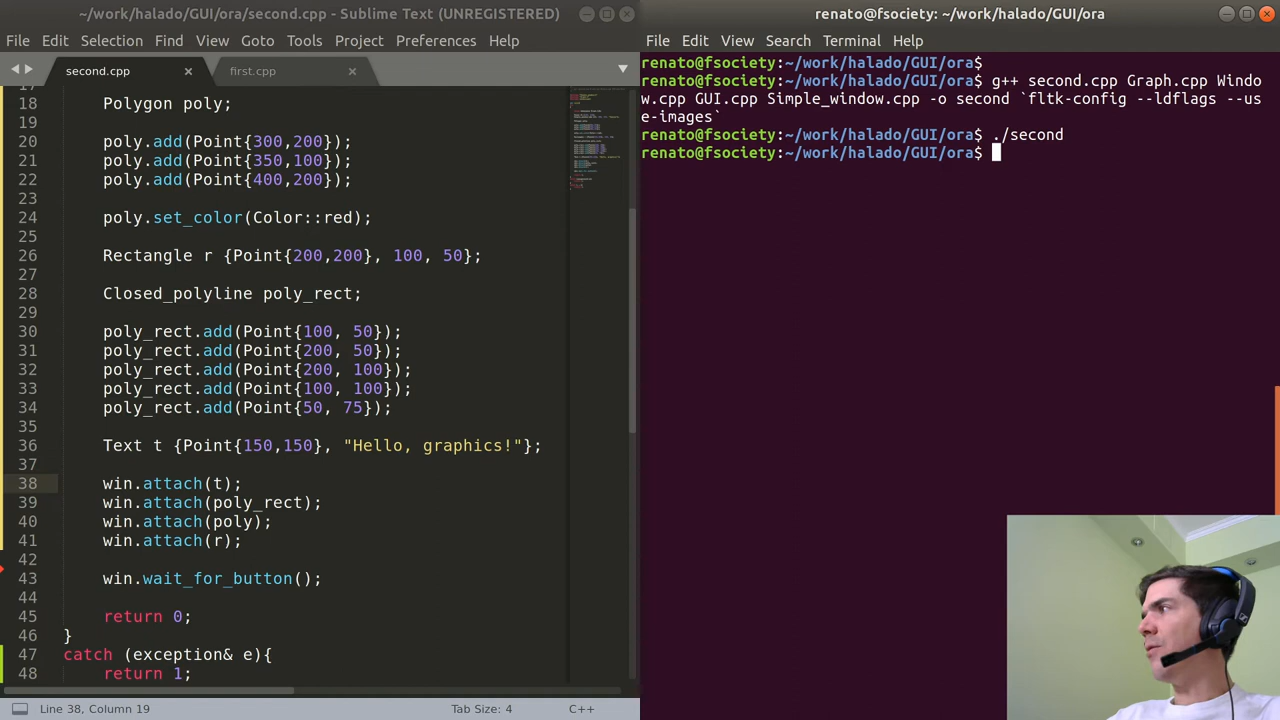 ~/work/halado/GUI/ora/second.cpp - Sublime Text (UNREGISTERED)
File Edit Selection Find View Goto Tools Project Preferences Help
second.cpp × first.cpp ×
18 Polygon poly;
19
20 poly.add(Point{300,200});
21 poly.add(Point{350,100});
22 poly.add(Point{400,200});
23
24 poly.set_color(Color::red);
25
26 Rectangle r {Point{200,200}, 100, 50};
27
28 Closed_polyline poly_rect;
29
30 poly_rect.add(Point{100, 50});
31 poly_rect.add(Point{200, 50});
32 poly_rect.add(Point{200, 100});
33 poly_rect.add(Point{100, 100});
34 poly_rect.add(Point{50, 75});
35
36 Text t {Point{150,150}, "Hello, graphics!"};
37
38 win.attach(t);
39 win.attach(poly_rect);
40 win.attach(poly);
41 win.attach(r);
42
43 win.wait_for_button();
44
45 return 0;
46 }
47 catch (exception& e){
48 return 1;
Line 38, Column 19 Tab Size: 4 C++
renato@fsociety: ~/work/halado/GUI/ora
File Edit View Search Terminal Help
renato@fsociety:~/work/halado/GUI/ora$
renato@fsociety:~/work/halado/GUI/ora$ g++ second.cpp Graph.cpp Windo
w.cpp GUI.cpp Simple_window.cpp -o second `fltk-config --ldflags --us
e-images`
renato@fsociety:~/work/halado/GUI/ora$ ./second
renato@fsociety:~/work/halado/GUI/ora$